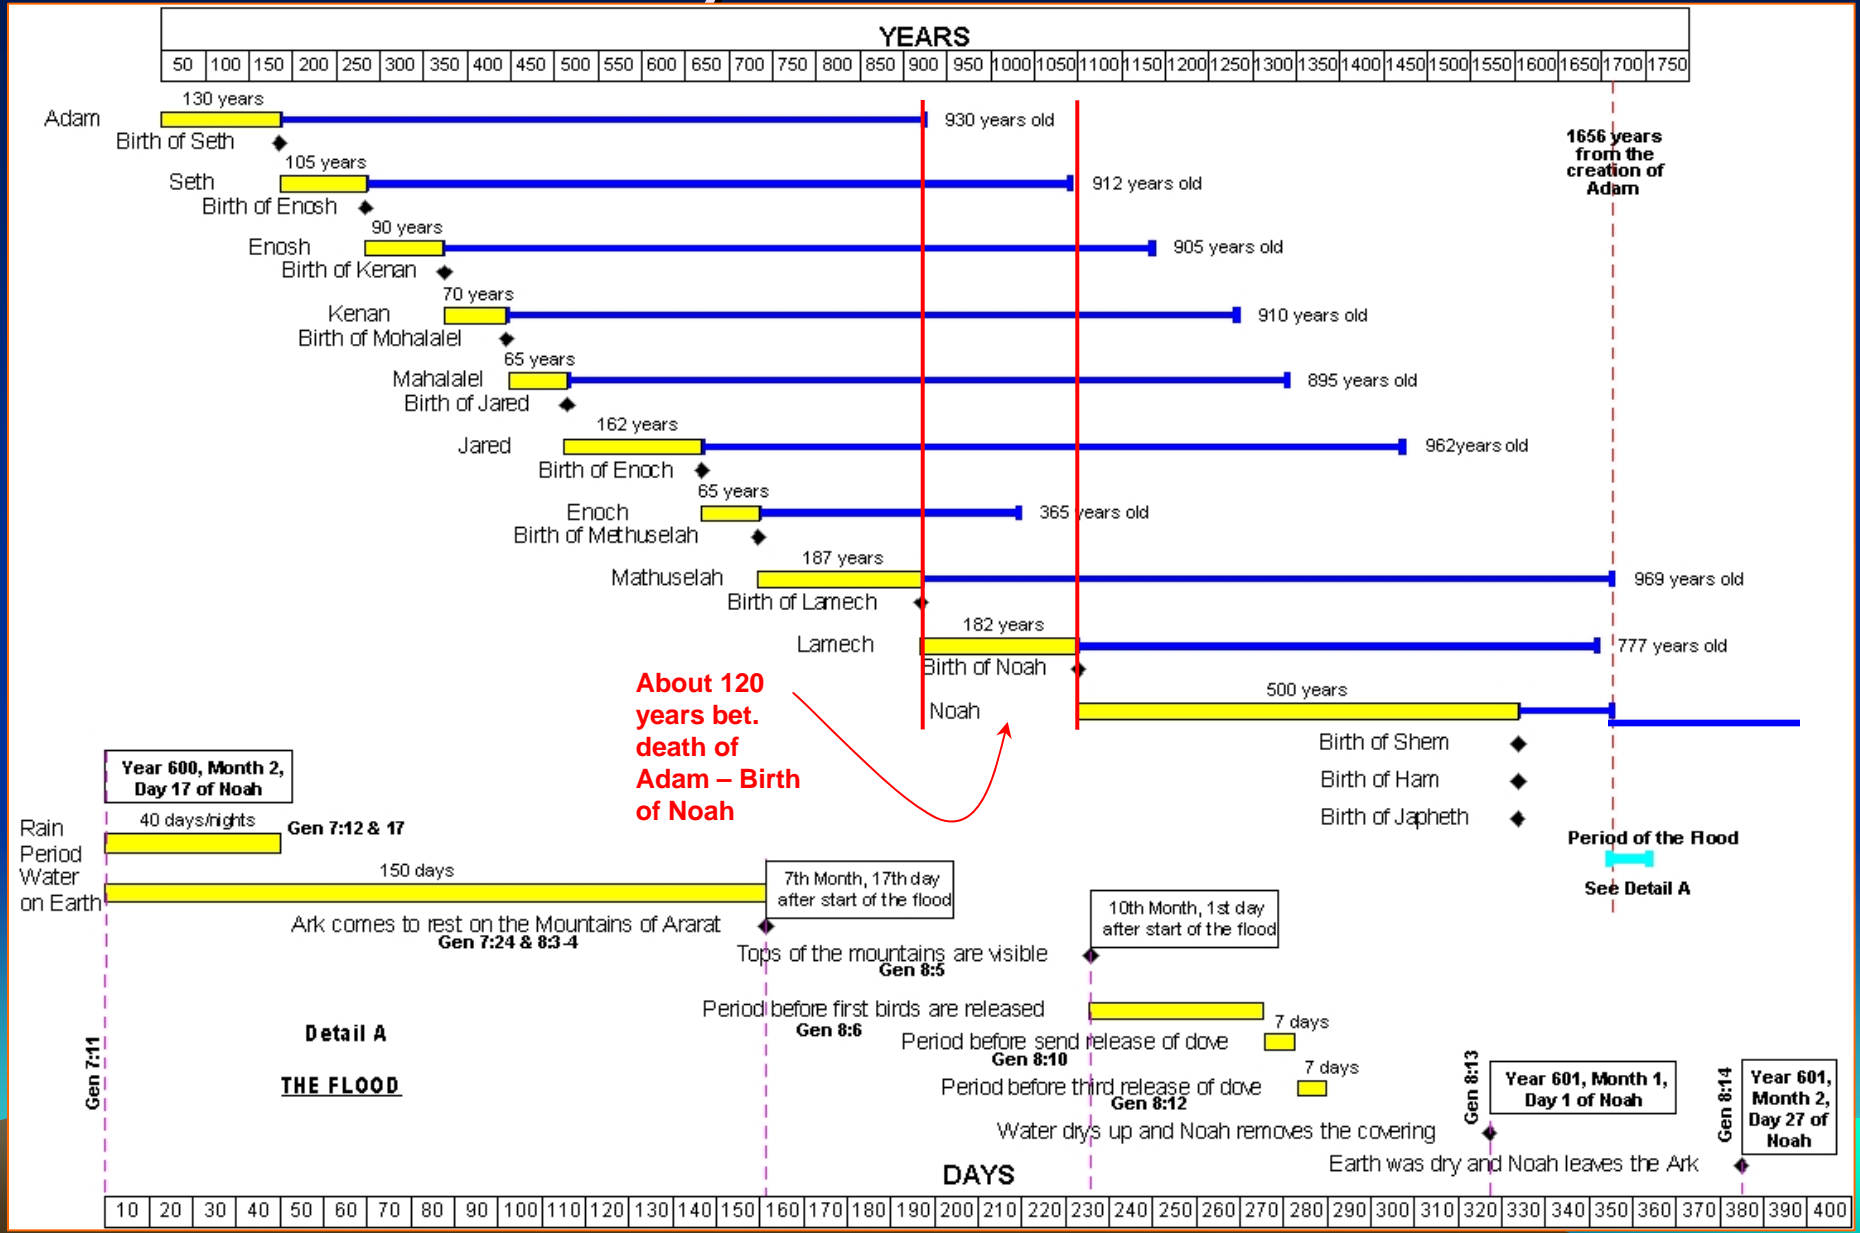 YEARS
50 100 150 200 250 300 350 400 450 500 550 600 650 700 750 800 850 900 950 1000 1050 1100 1150 1200 1250 1300 1350 1400 1450 1500 1550 1600 1650 1700 1750
130 years
Adam
930 years old
Birth of Seth
1656 years
from the
creation of
Adam
105 years
Seth
912 years old
Birth of Enosh
90 years
Enosh
905 years old
Birth of Kenan
70 years
Kenan
910 years old
Birth of Mohalalel
65 years
Mahalalel
895 years old
Birth of Jared
162 years
Jared
962years old
Birth of Enoch
65 years
Enoch
365 years old
Birth of Methuselah
187 years
Mathuselah
969 years old
Birth of Lamech
182 years
Lamech
777 years old
Birth of Noah
500 years
Noah
About 120
years bet.
death of
Adam – Birth
of Noah
Birth of Shem
Birth of Ham
Birth of Japheth
Period of the Flood
See Detail A
Year 600, Month 2,
Day 17 of Noah
40 days/nights
Rain
Period
Gen 7:12 & 17
Water
on Earth
150 days
7th Month, 17th day
after start of the flood
Ark comes to rest on the Mountains of Ararat
Gen 7:24 & 8:3-4
10th Month, 1st day
after start of the flood
Tops of the mountains are visible
Gen 8:5
Period before first birds are released
Gen 8:6
7 days
Period before send release of dove
Gen 8:10
7 days
Period before third release of dove
Gen 8:12
Detail A
THE FLOOD
Gen 7:11
Gen 8:13
Year 601, Month 1,
Day 1 of Noah
Gen 8:14
Year 601,
Month 2,
Day 27 of
Noah
Water drys up and Noah removes the covering
Earth was dry and Noah leaves the Ark
DAYS
10 20 30 40 50 60 70 80 90 100 110 120 130 140 150 160 170 180 190 200 210 220 230 240 250 260 270 280 290 300 310 320 330 340 350 360 370 380 390 400